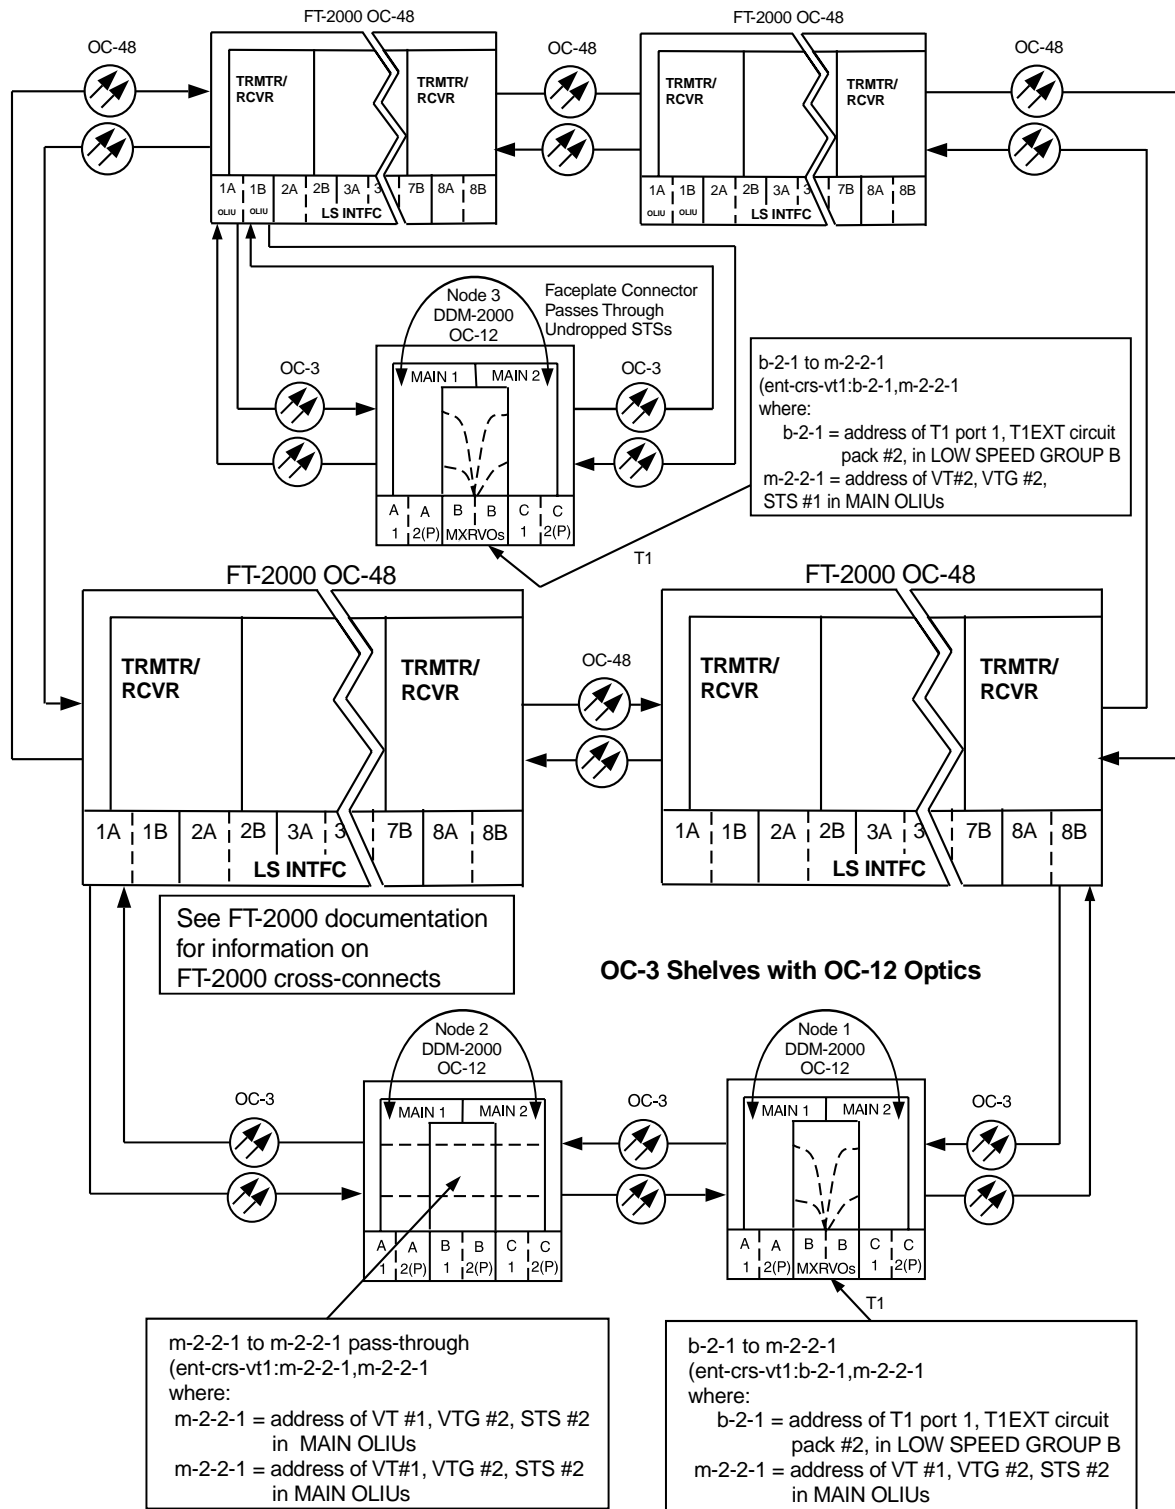 FT-2000 OC-48
FT-2000 OC-48
OC-48
OC-48
OC-48
TRMTR/
RCVR
TRMTR/
RCVR
TRMTR/
RCVR
TRMTR/
RCVR
1A 1B 2A 2B 3A 3 7B 8A 8B
OLIU OLIU LS INTFC
1A 1B 2A 2B 3A 3 7B 8A 8B
OLIU OLIU LS INTFC
Node 3
DDM-2000
OC-12
Faceplate Connector
Passes Through
Undropped STSs
OC-3
OC-3
MAIN 1 MAIN 2
A A B B C C
1 2(P) MXRVOs 1 2(P)
T1
b-2-1 to m-2-2-1
(ent-crs-vt1:b-2-1,m-2-2-1
where:
b-2-1 = address of T1 port 1, T1EXT circuit
pack #2, in LOW SPEED GROUP B
m-2-2-1 = address of VT#2, VTG #2,
STS #1 in MAIN OLIUs
FT-2000 OC-48
FT-2000 OC-48
TRMTR/
RCVR
TRMTR/
RCVR
OC-48
TRMTR/
RCVR
TRMTR/
RCVR
1A 1B 2A 2B 3A 3 7B 8A 8B
LS INTFC
1A 1B 2A 2B 3A 3 7B 8A 8B
LS INTFC
See FT-2000 documentation
for information on
FT-2000 cross-connects
OC-3 Shelves with OC-12 Optics
Node 2
DDM-2000
OC-12
Node 1
DDM-2000
OC-12
OC-3
OC-3
OC-3
MAIN 1 MAIN 2
MAIN 1 MAIN 2
A A B B C C
1 2(P) 1 2(P) 1 2(P)
A A B B C C
1 2(P) MXRVOs 1 2(P)
T1
m-2-2-1 to m-2-2-1 pass-through
(ent-crs-vt1:m-2-2-1,m-2-2-1
where:
m-2-2-1 = address of VT #1, VTG #2, STS #2
in MAIN OLIUs
m-2-2-1 = address of VT#1, VTG #2, STS #2
in MAIN OLIUs
b-2-1 to m-2-2-1
(ent-crs-vt1:b-2-1,m-2-2-1
where:
b-2-1 = address of T1 port 1, T1EXT circuit
pack #2, in LOW SPEED GROUP B
m-2-2-1 = address of VT #1, VTG #2, STS #2
in MAIN OLIUs